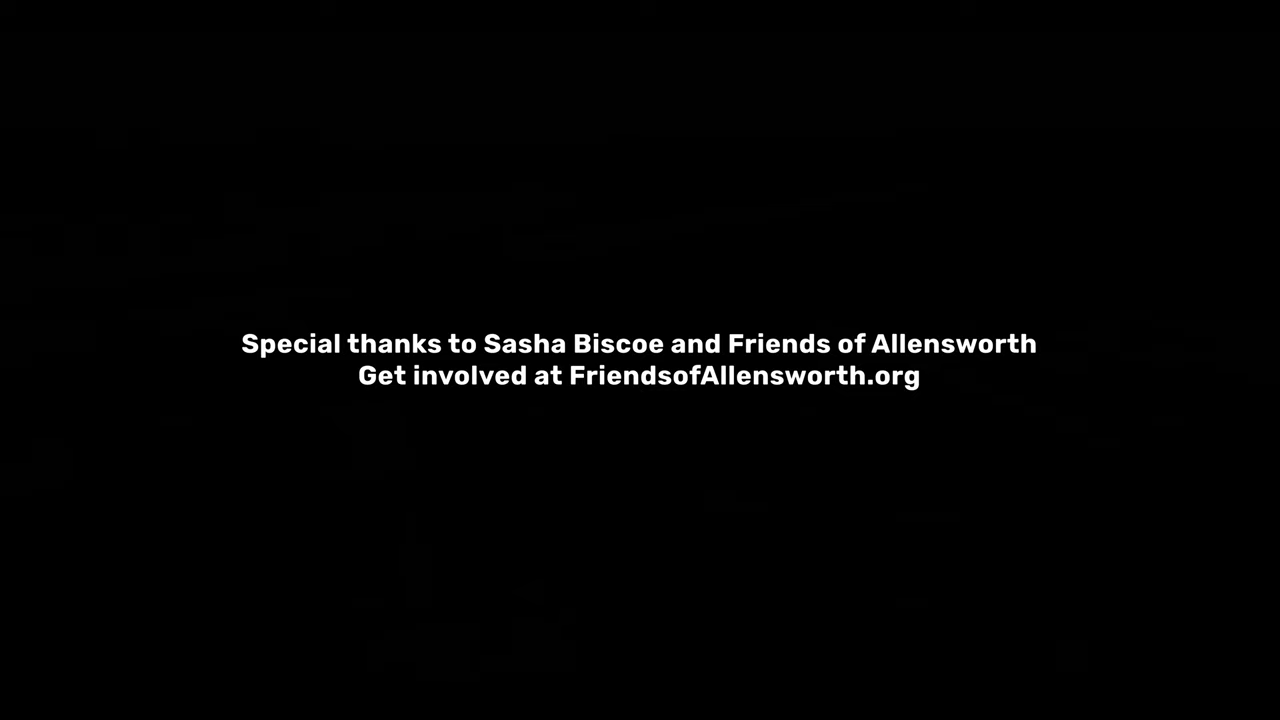 Special thanks to Sasha Biscoe and Friends of Allensworth
Get involved at FriendsofAllensworth.org